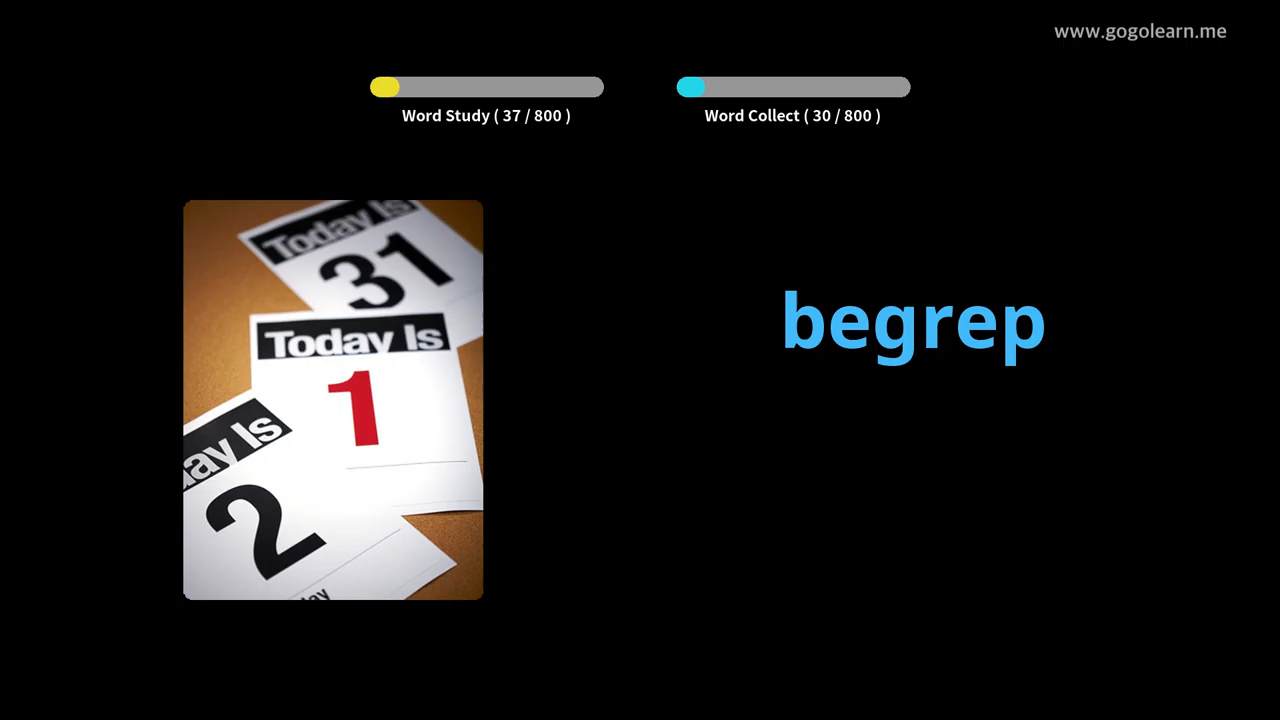 www.gogolearn.me
Word Study ( 37 / 800 )
Word Collect ( 30 / 800 )
Today Is
31
Today Is
1
begrep
ay Is
2